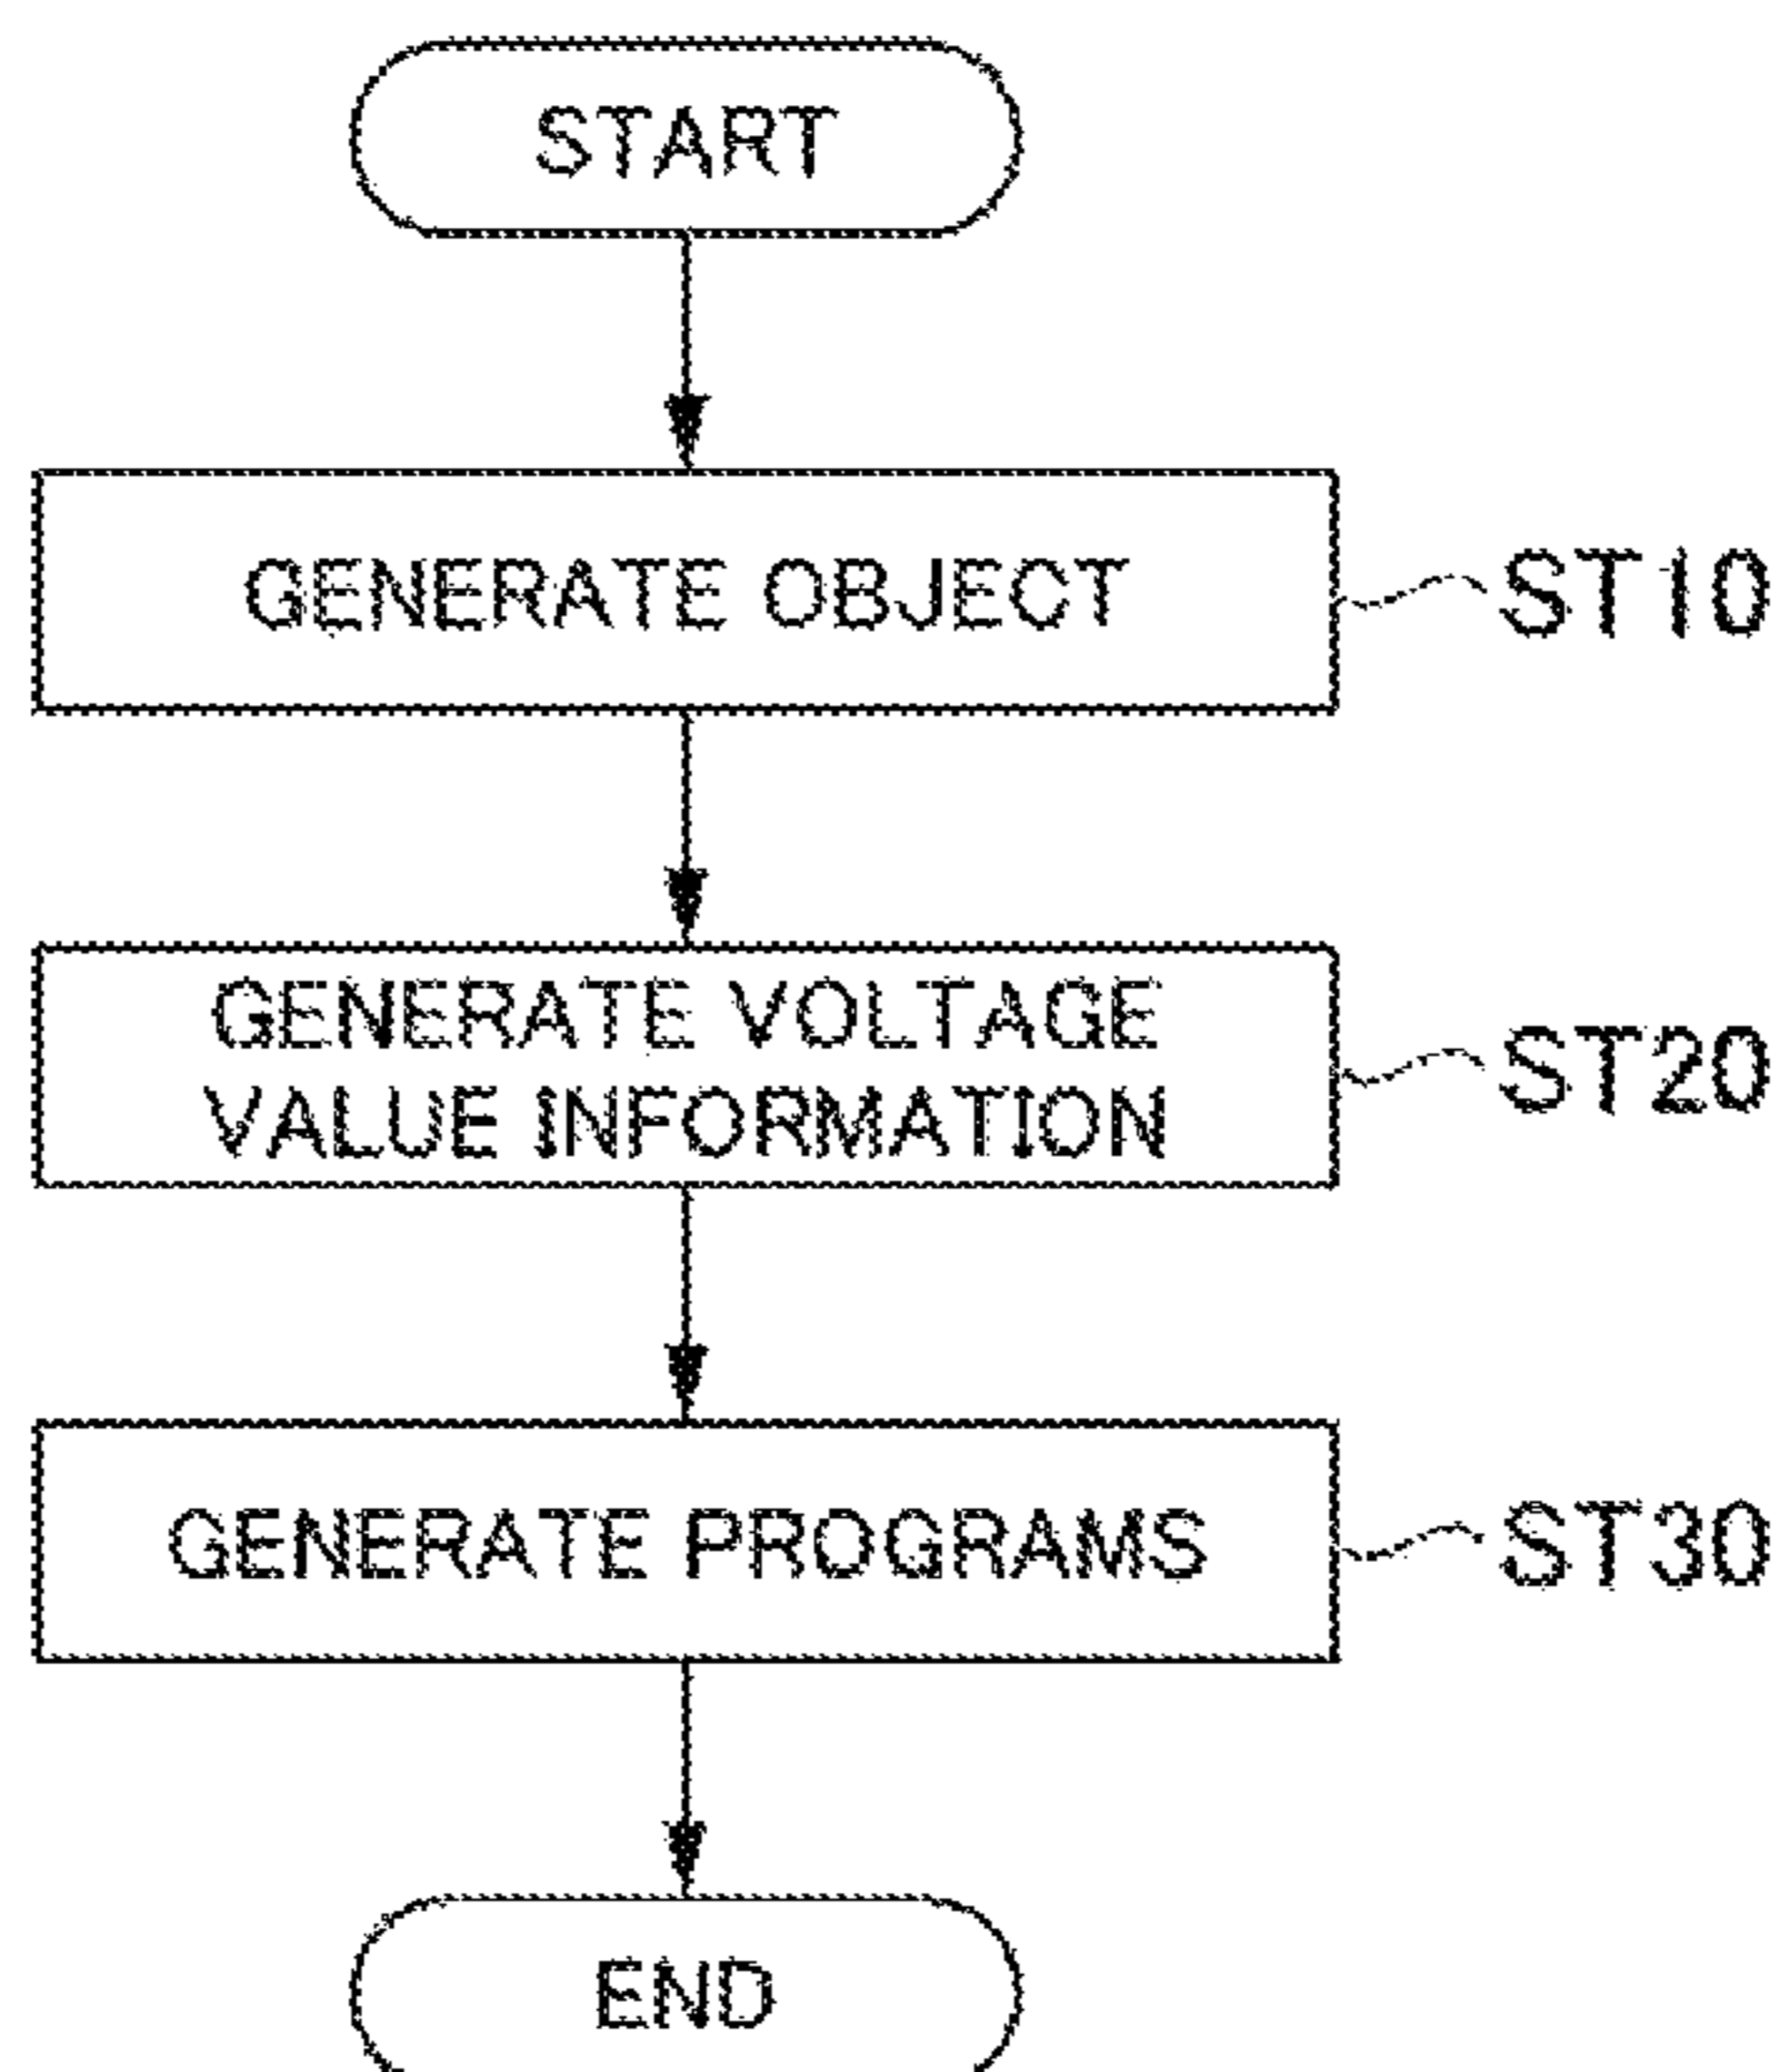 START
GENERATE OBJECT
ST10
GENERATE VOLTAGE
VALUE INFORMATION
ST20
GENERATE PROGRAMS
ST30
END